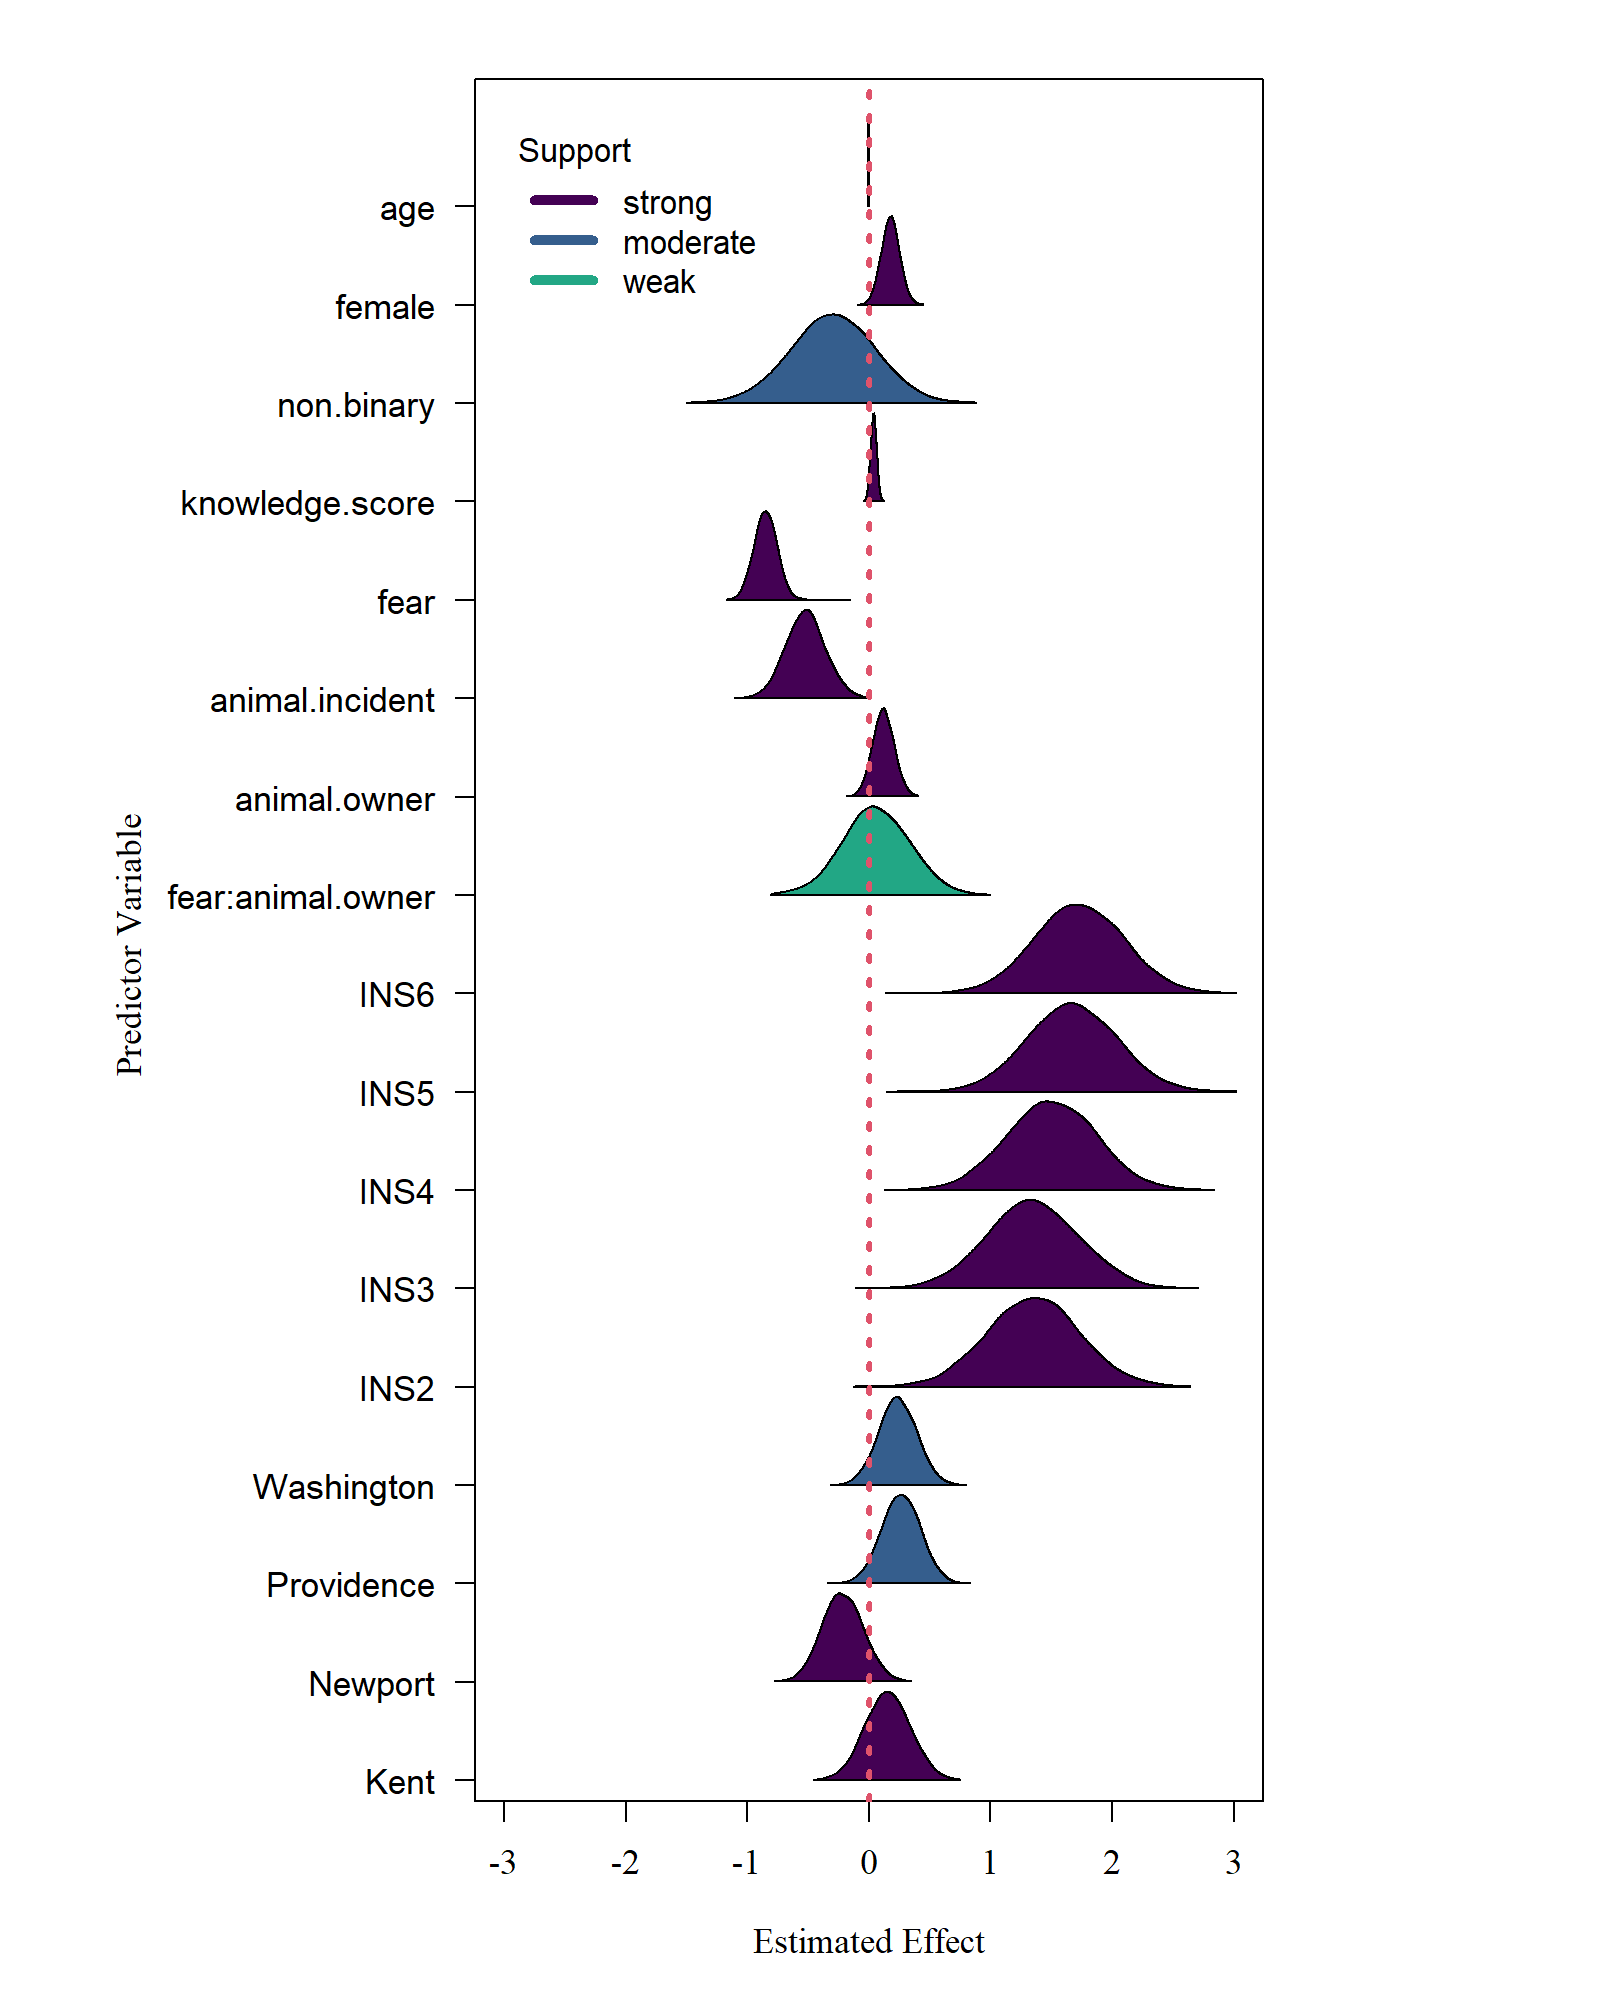 Support
strong
moderate
weak
age
female
non.binary
knowledge.score
fear
animal.incident
animal.owner
fear:animal.owner
INS6
INS5
INS4
INS3
INS2
Washington
Providence
Newport
Kent
Predictor Variable
-3 -2 -1 0 1 2 3
Estimated Effect